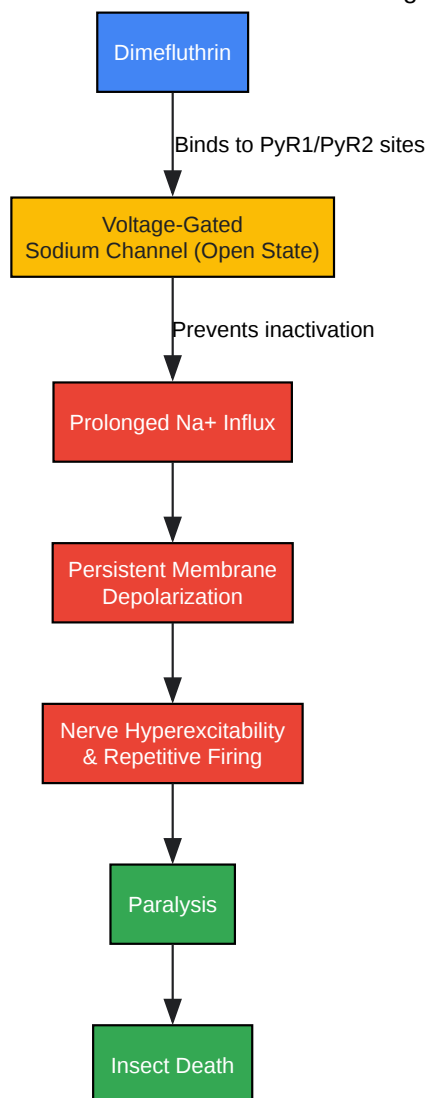 Dimefluthrin
Binds to PyR1/PyR2 sites
Voltage-Gated
Sodium Channel (Open State)
Prevents inactivation
Prolonged Na+ Influx
Persistent Membrane
Depolarization
Nerve Hyperexcitability
& Repetitive Firing
Paralysis
Insect Death